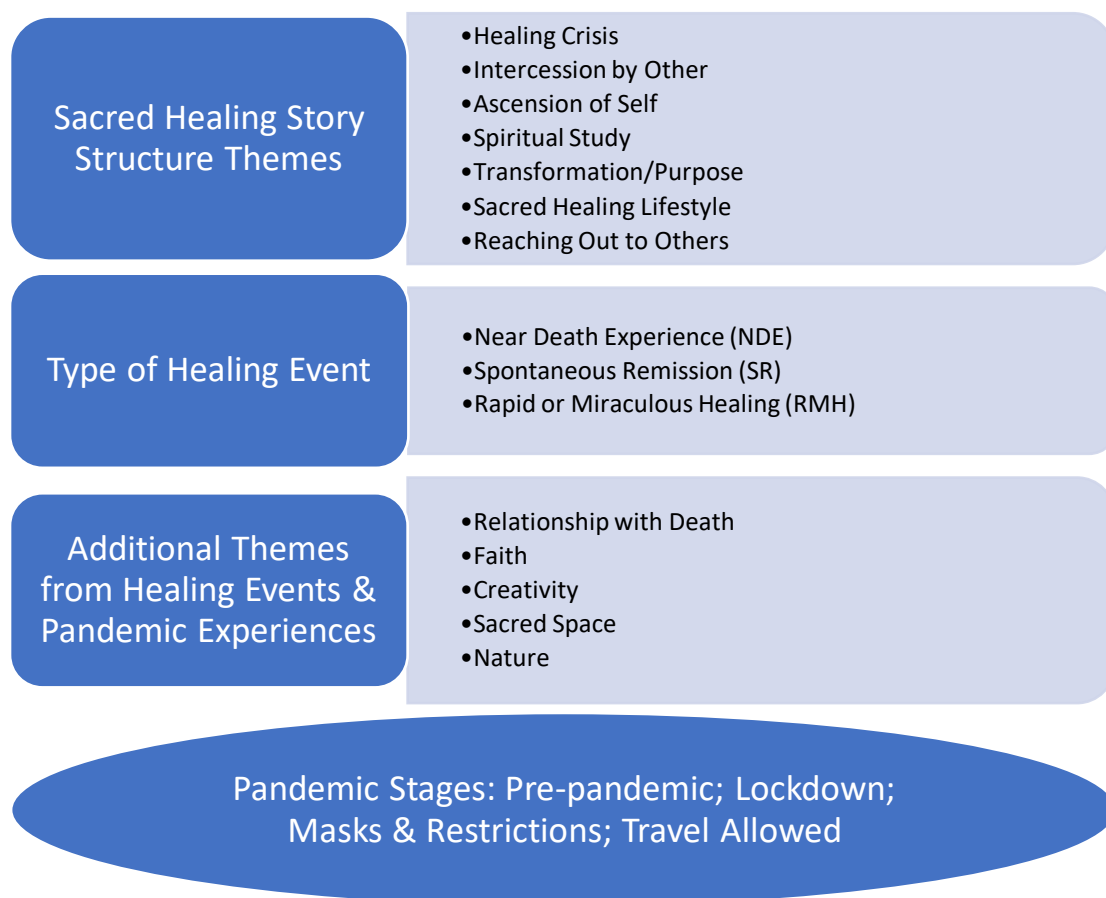 Sacred Healing Story
Structure Themes
•Healing Crisis
•Intercession by Other
•Ascension of Self
•Spiritual Study
•Transformation/Purpose
•Sacred Healing Lifestyle
•Reaching Out to Others
Type of Healing Event
•Near Death Experience (NDE)
•Spontaneous Remission (SR)
•Rapid or Miraculous Healing (RMH)
Additional Themes
from Healing Events &
Pandemic Experiences
•Relationship with Death
•Faith
•Creativity
•Sacred Space
•Nature
Pandemic Stages: Pre-pandemic; Lockdown;
Masks & Restrictions; Travel Allowed